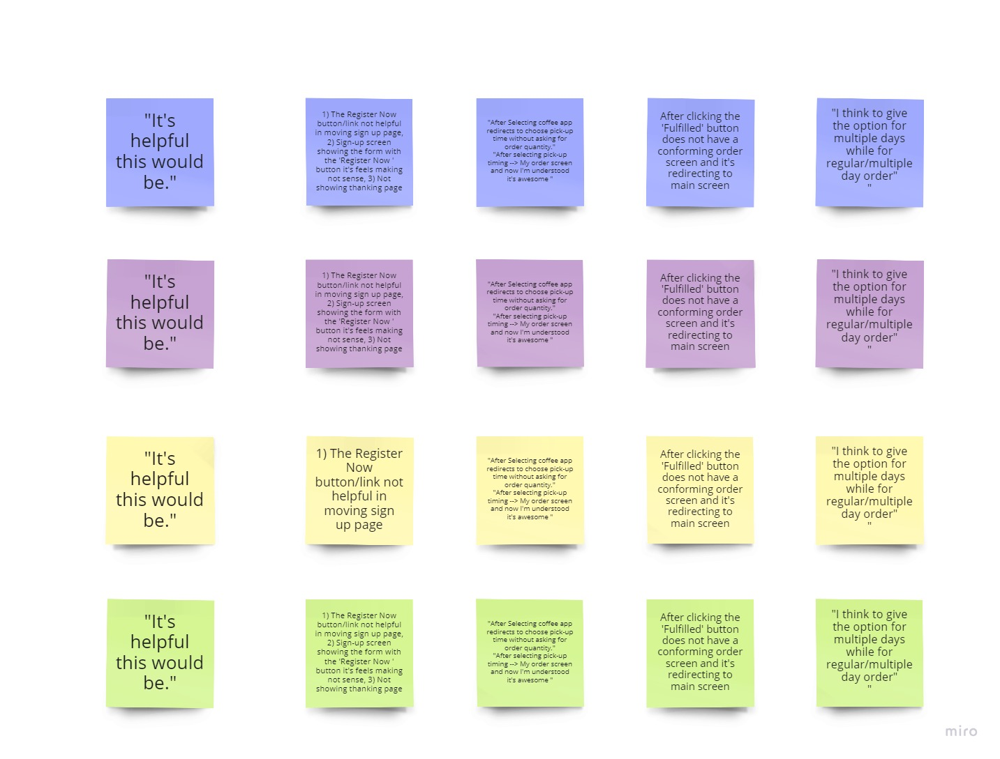 "It's
helpful
this would
be."
1) The Register Now
button/link not helpful
in moving sign up page,
2) Sign-up screen
showing the form with
the 'Register Now '
button it's feels making
not sense, 3) Not
showing thanking page
"After Selecting coffee app
redirects to choose pick-up
time without asking for
order quantity."
"After selecting pick-up
timing --> My order screen
and now I'm understood
it's awesome "
After clicking the
'Fulfilled' button
does not have a
conforming order
screen and it's
redirecting to
main screen
"I think to give
the option for
multiple days
while for
regular/multiple
day order"
"
"It's
helpful
this would
be."
1) The Register Now
button/link not helpful
in moving sign up page,
2) Sign-up screen
showing the form with
the 'Register Now '
button it's feels making
not sense, 3) Not
showing thanking page
"After Selecting coffee app
redirects to choose pick-up
time without asking for
order quantity."
"After selecting pick-up
timing --> My order screen
and now I'm understood
it's awesome "
After clicking the
'Fulfilled' button
does not have a
conforming order
screen and it's
redirecting to
main screen
"I think to give
the option for
multiple days
while for
regular/multiple
day order"
"
"It's
helpful
this would
be."
1) The Register
Now
button/link not
helpful in
moving sign
up page
"After Selecting coffee app
redirects to choose pick-up
time without asking for
order quantity."
"After selecting pick-up
timing --> My order screen
and now I'm understood
it's awesome "
After clicking the
'Fulfilled' button
does not have a
conforming order
screen and it's
redirecting to
main screen
"I think to give
the option for
multiple days
while for
regular/multiple
day order"
"
"It's
helpful
this would
be."
1) The Register Now
button/link not helpful
in moving sign up page,
2) Sign-up screen
showing the form with
the 'Register Now '
button it's feels making
not sense, 3) Not
showing thanking page
"After Selecting coffee app
redirects to choose pick-up
time without asking for
order quantity."
"After selecting pick-up
timing --> My order screen
and now I'm understood
it's awesome "
After clicking the
'Fulfilled' button
does not have a
conforming order
screen and it's
redirecting to
main screen
"I think to give
the option for
multiple days
while for
regular/multiple
day order"
"
miro